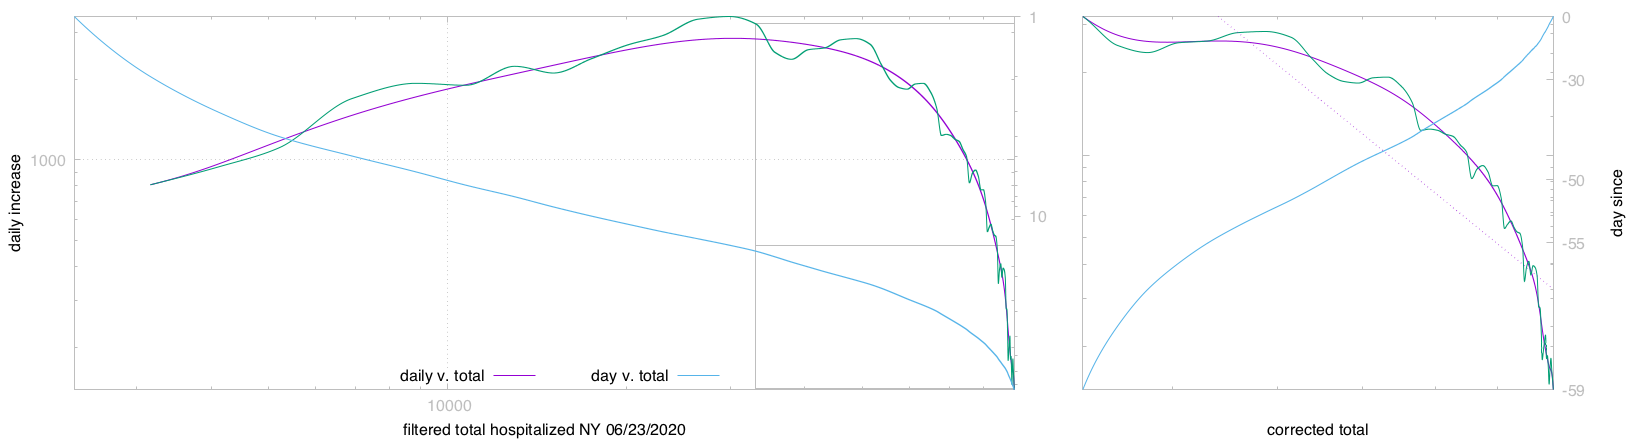 daily increase
1000
10000
filtered total hospitalized NY 06/23/2020
daily v. total
day v. total
1
10
corrected total
0
-30
-50
-55
-59
day since